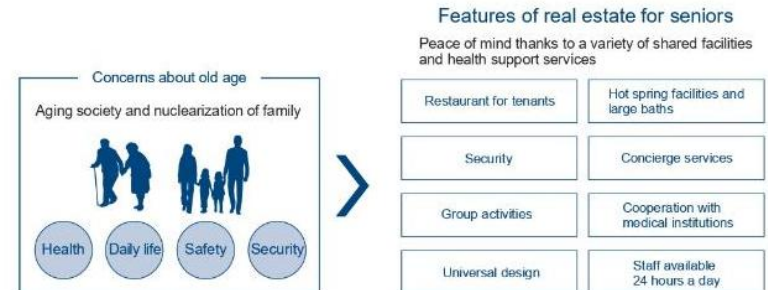 Features of real estate for seniors
Peace of mind thanks to a variety of shared facilities
and health support services
Concerns about old age
Aging society and nuclearization of family
Health
Daily life
Safety
Security
Restaurant for tenants
Hot spring facilities and
large baths
Security
Concierge services
Group activities
Cooperation with
medical institutions
Universal design
Staff available
24 hours a day